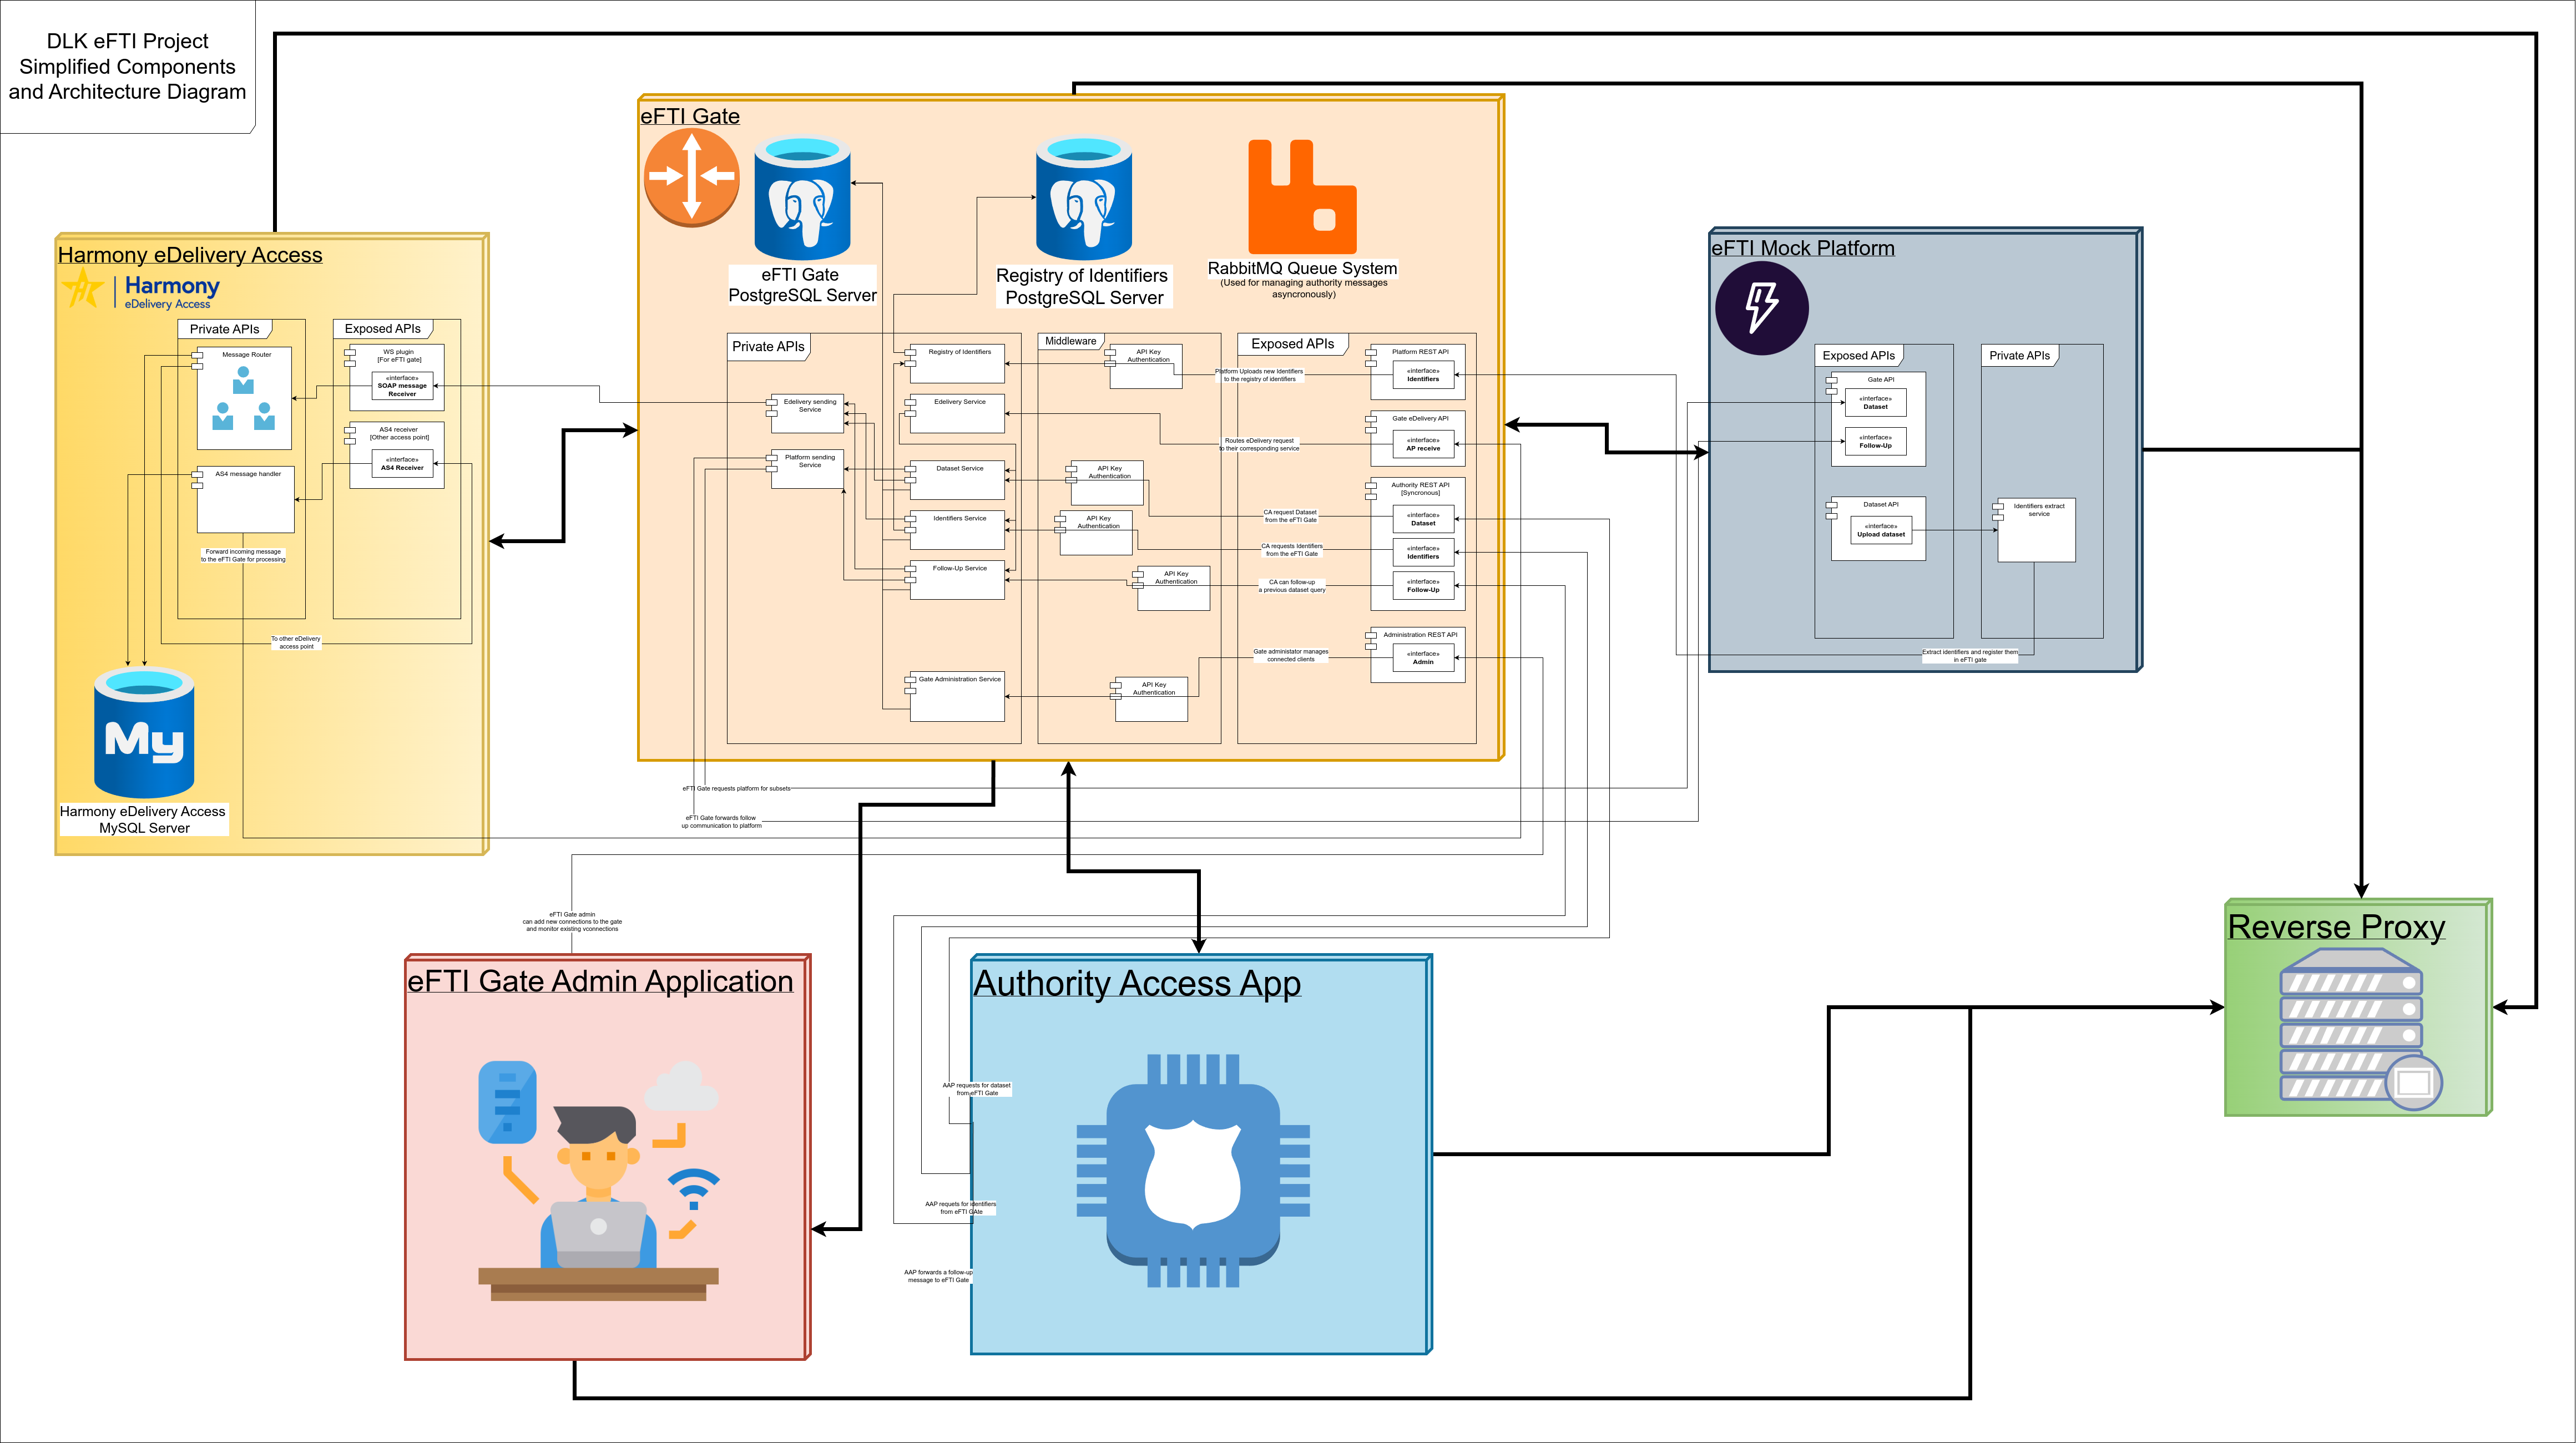 DLK eFTI Project
Simplified Components
and Architecture Diagram
Harmony eDelivery Access
Harmony
eDelivery Access
Private APIs
Message Router
AS4 message handler
Forward incoming message
to the eFTI Gate for processing
Exposed APIs
WS plugin
[For eFTI gate]
«interface»
SOAP message
Receiver
AS4 receiver
[Other access point]
«interface»
AS4 Receiver
To other eDelivery
access point
My
Harmony eDelivery Access
MySQL Server
eFTI Gate
eFTI Gate
PostgreSQL Server
Registry of Identifiers
PostgreSQL Server
RabbitMQ Queue System
(Used for managing authority messages
asyncronously)
Private APIs
Edelivery sending
Service
Platform sending
Service
Registry of Identifiers
Edelivery Service
Dataset Service
Identifiers Service
Follow-Up Service
Gate Administration Service
Middleware
API Key
Authentication
API Key
Authentication
API Key
Authentication
API Key
Authentication
API Key
Authentication
Exposed APIs
Platform Uploads new Identifiers
to the registry of identifiers
Routes eDelivery request
to their corresponding service
CA request Dataset
from the eFTI Gate
CA requests Identifiers
from the eFTI Gate
CA can follow-up
a previous dataset query
Gate administator manages
connected clients
Platform REST API
«interface»
Identifiers
Gate eDelivery API
«interface»
AP receive
Authority REST API
[Syncronous]
«interface»
Dataset
«interface»
Identifiers
«interface»
Follow-Up
Administration REST API
«interface»
Admin
eFTI Mock Platform
Exposed APIs
Gate API
«interface»
Dataset
«interface»
Follow-Up
Dataset API
«interface»
Upload dataset
Private APIs
Identifiers extract
service
Extract identifiers and register them
in eFTI gate
eFTI Gate requests platform for subsets
eFTI Gate forwards follow
up communication to platform
eFTI Gate admin
can add new connections to the gate
and monitor existing vconnections
eFTI Gate Admin Application
Authority Access App
AAP requests for dataset
from eFTI Gate
AAP requets for identifiers
from eFTI GAte
AAP forwards a follow-up
message to eFTI Gate
Reverse Proxy